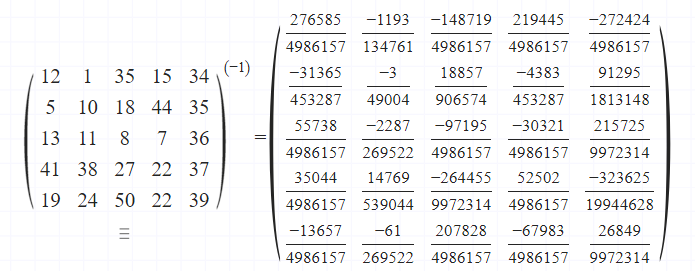 12 1 35 15 34 (−1)
5 10 18 44 35
13 11 8 7 36
41 38 27 22 37
19 24 50 22 39
=
276585 −1193 −148719 219445 −272424
4986157 134761 4986157 4986157 4986157
−31365 −3 18857 −4383 91295
453287 49004 906574 453287 1813148
55738 −2287 −97195 −30321 215725
4986157 269522 4986157 4986157 9972314
35044 14769 −264455 52502 −323625
4986157 539044 9972314 4986157 19944628
−13657 −61 207828 −67983 26849
4986157 269522 4986157 4986157 9972314